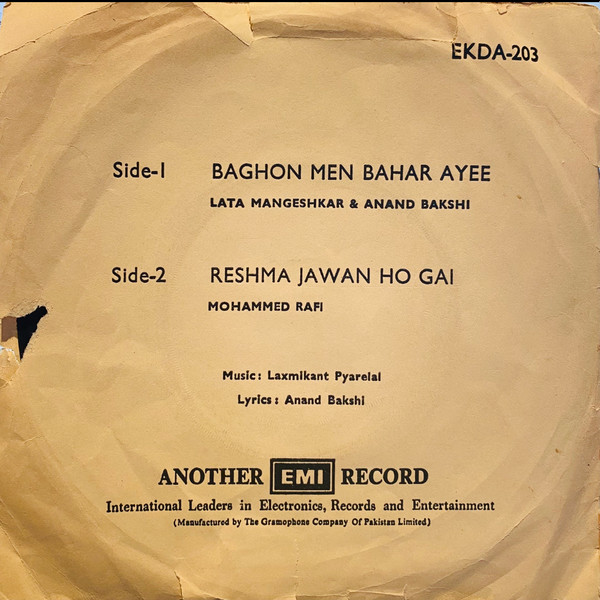 EKDA-203
Side-1 BAGHON MEN BAHAR AYEE
LATA MANGESHKAR & ANAND BAKSHI
Side-2 RESHMA JAWAN HO GAI
MOHAMMED RAFI
Music: Laxmikant Pyarelal
Lyrics: Anand Bakshi
ANOTHER EMI RECORD
International Leaders in Electronics, Records and Entertainment
(Manufactured by The Gramophone Company Of Pakistan Limited)